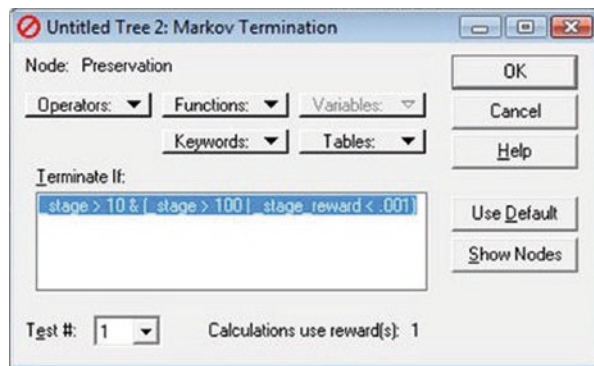 Untitled Tree 2: Markov Termination
Node: Preservation
OK
Operators: Functions: Variables:
Cancel
Keywords: Tables:
Help
Terminate If:
_stage > 10 & (_stage > 100 | _stage_reward < .001)
Use Default
Show Nodes
Test #: 1 Calculations use reward(s): 1